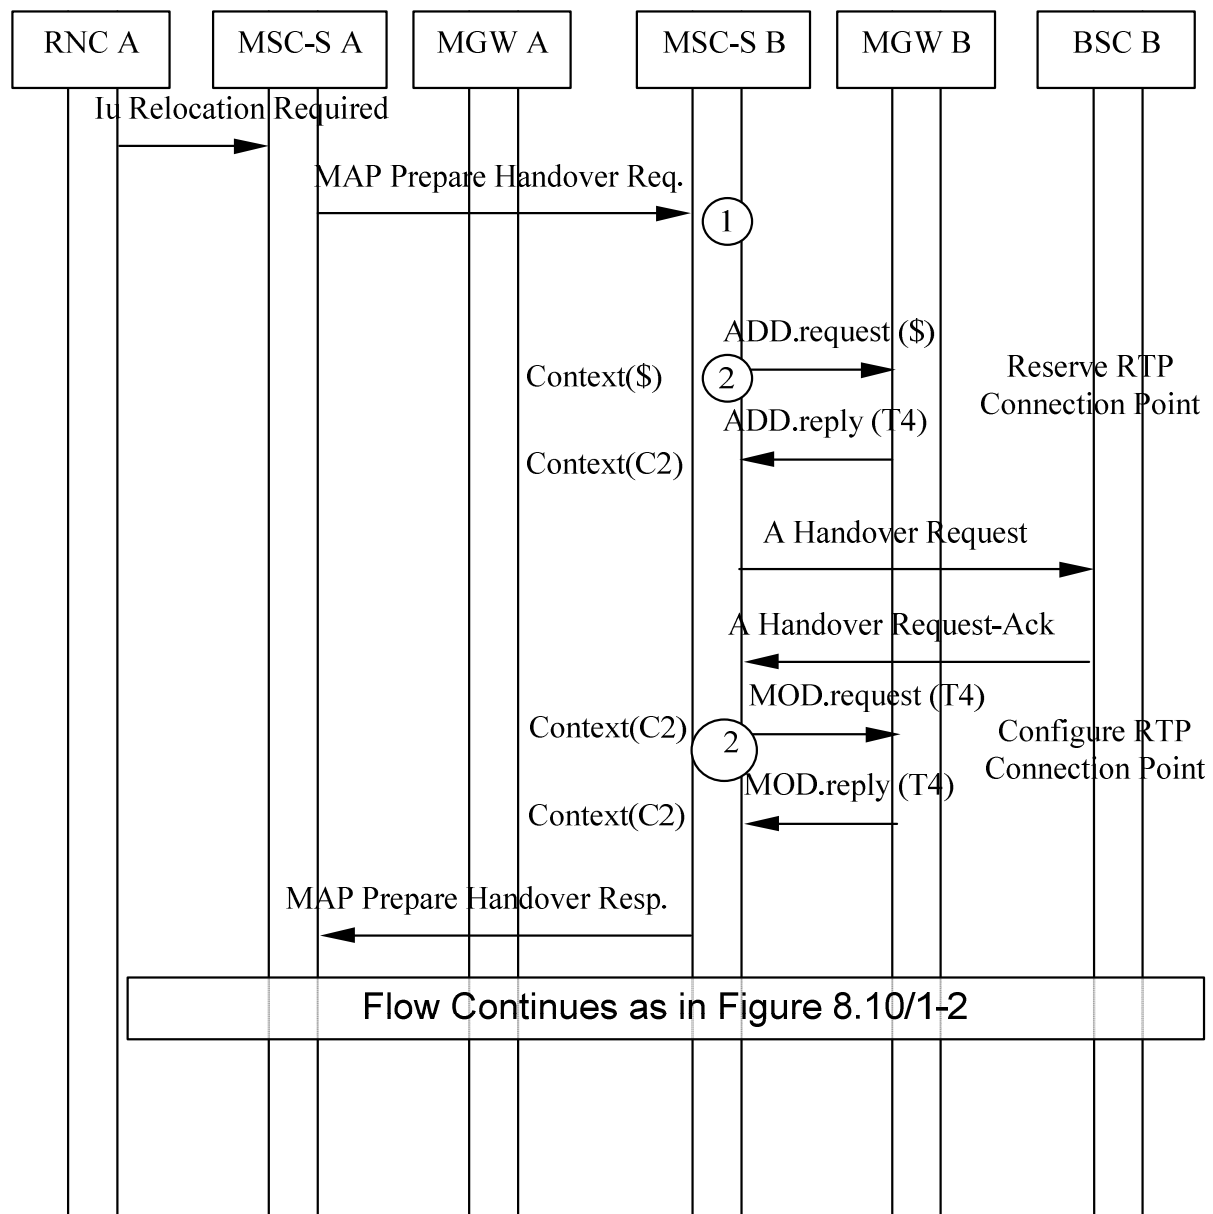 RNC A
MSC-S A
MGW A
MSC-S B
MGW B
BSC B
Iu Relocation Required
MAP Prepare Handover Req.
1
ADD.request ($)
Context($)
2
Reserve RTP
Connection Point
ADD.reply (T4)
Context(C2)
A Handover Request
A Handover Request-Ack
MOD.request (T4)
Context(C2)
2
Configure RTP
Connection Point
MOD.reply (T4)
Context(C2)
MAP Prepare Handover Resp.
Flow Continues as in Figure 8.10/1-2